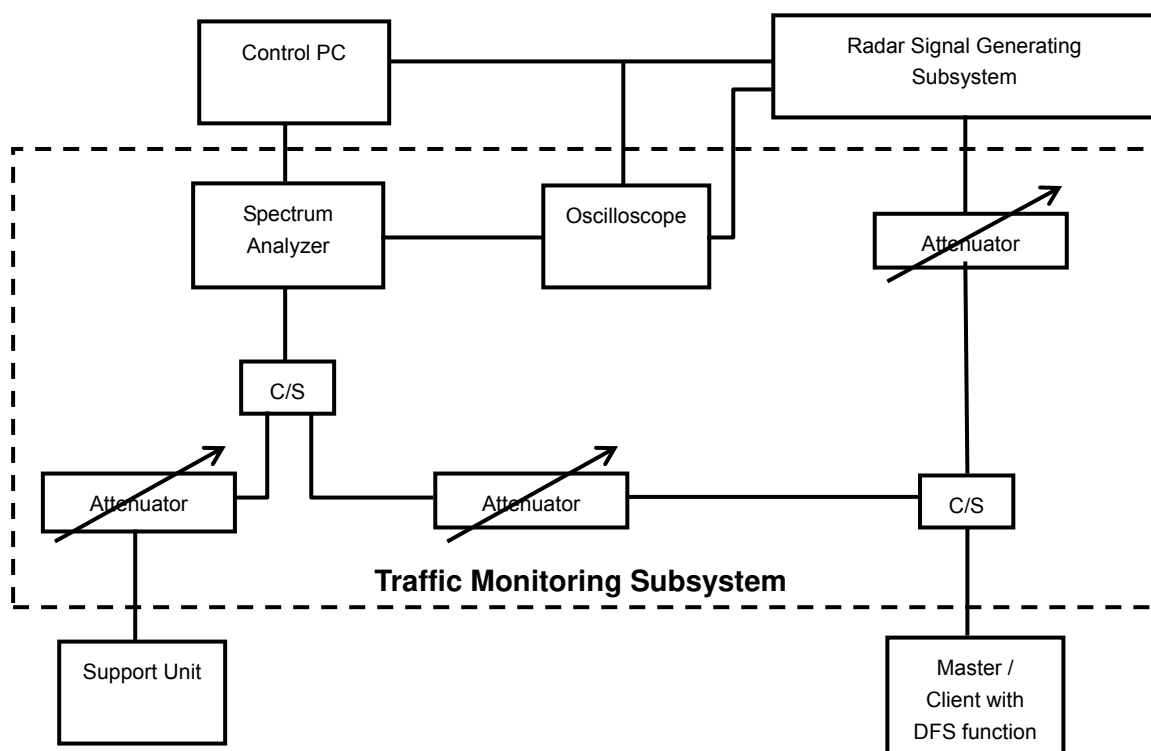 Control PC
Radar Signal Generating
Subsystem
Spectrum
Analyzer
Oscilloscope
Attenuator
C/S
Attenuator
Attenuator
C/S
Traffic Monitoring Subsystem
Support Unit
Master /
Client with
DFS function